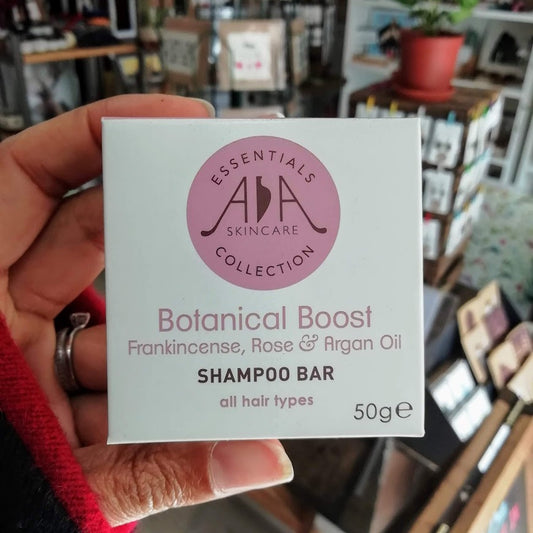 ESSENTIALS
AA
SKINCARE
COLLECTION
Botanical Boost
Frankincense, Rose & Argan Oil
SHAMPOO BAR
all hair types
50g℮